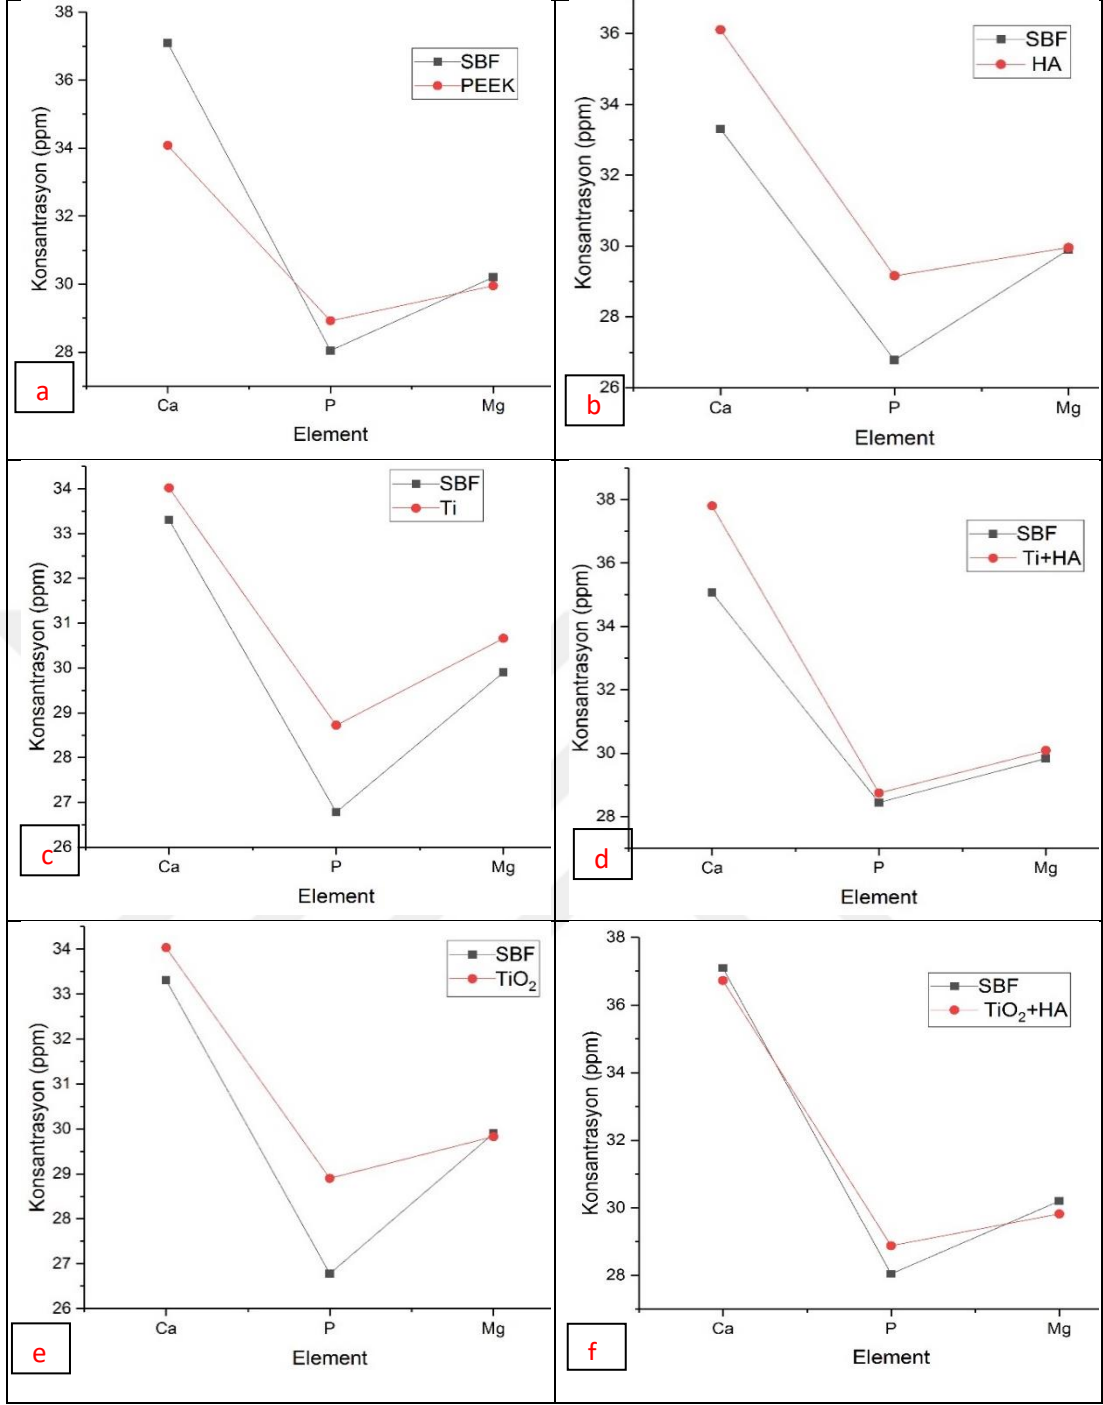 38
36
34
32
30
28
Konsantrasyon (ppm)
SBF
PEEK
Ca
P
Mg
Element
a
36
34
32
30
28
26
Konsantrasyon (ppm)
SBF
HA
Ca
P
Mg
Element
b
34
33
32
31
30
29
28
27
26
Konsantrasyon (ppm)
SBF
Ti
Ca
P
Mg
Element
c
38
36
34
32
30
28
Konsantrasyon (ppm)
SBF
Ti+HA
Ca
P
Mg
Element
d
34
33
32
31
30
29
28
27
26
Konsantrasyon (ppm)
SBF
TiO₂
Ca
P
Mg
Element
e
38
36
34
32
30
28
Konsantrasyon (ppm)
SBF
TiO₂+HA
Ca
P
Mg
Element
f